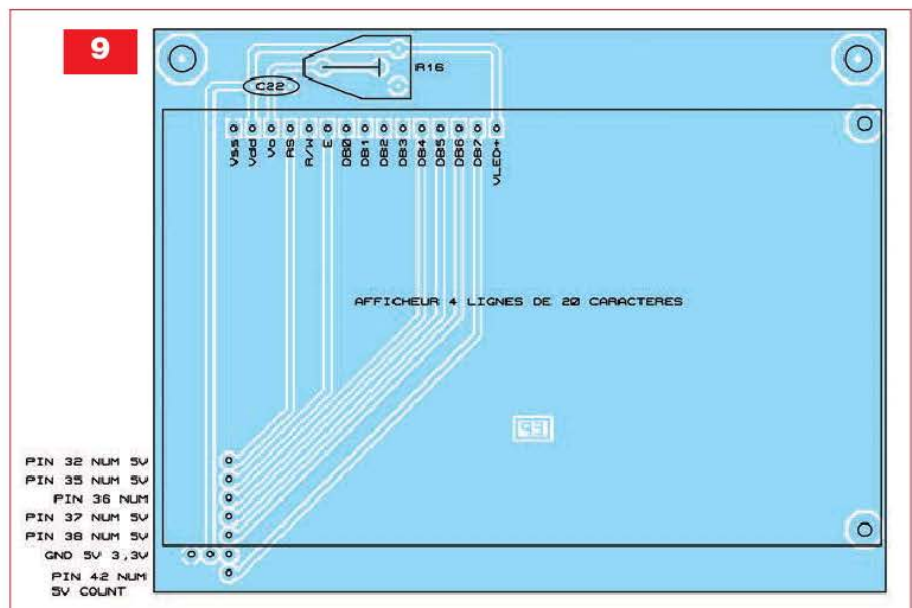 9
R16
C22
Vss Vdd Vo RS R/W E DB0 DB1 DB2 DB3 DB4 DB5 DB6 DB7 VLED+
AFFICHEUR 4 LIGNES DE 20 CARACTERES
PE
PIN 32 NUM 5V
PIN 35 NUM 5V
PIN 36 NUM
PIN 37 NUM 5V
PIN 38 NUM 5V
GND 5V 3,3V
PIN 42 NUM
5V COUNT